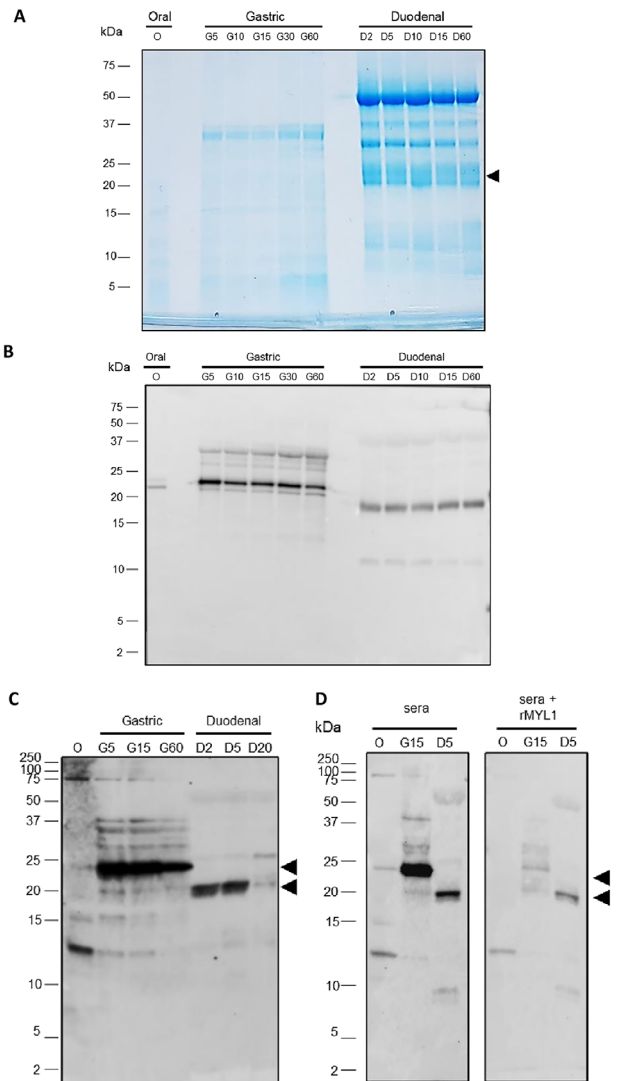 A
Oral Gastric Duodenal
kDa
O G5 G10 G15 G30 G60 D2 D5 D10 D15 D60
75
50
37
25
20
15
10
5
B
Oral Gastric Duodenal
kDa
O G5 G10 G15 G30 G60 D2 D5 D10 D15 D60
75
50
37
25
20
15
10
5
2
C
Gastric Duodenal
O G5 G15 G60 D2 D5 D20
250
100
75
50
37
25
20
15
10
5
2
D
sera sera +
rMYL1
kDa
O G15 D5 O G15 D5
250
100
75
50
37
25
20
15
10
5
2